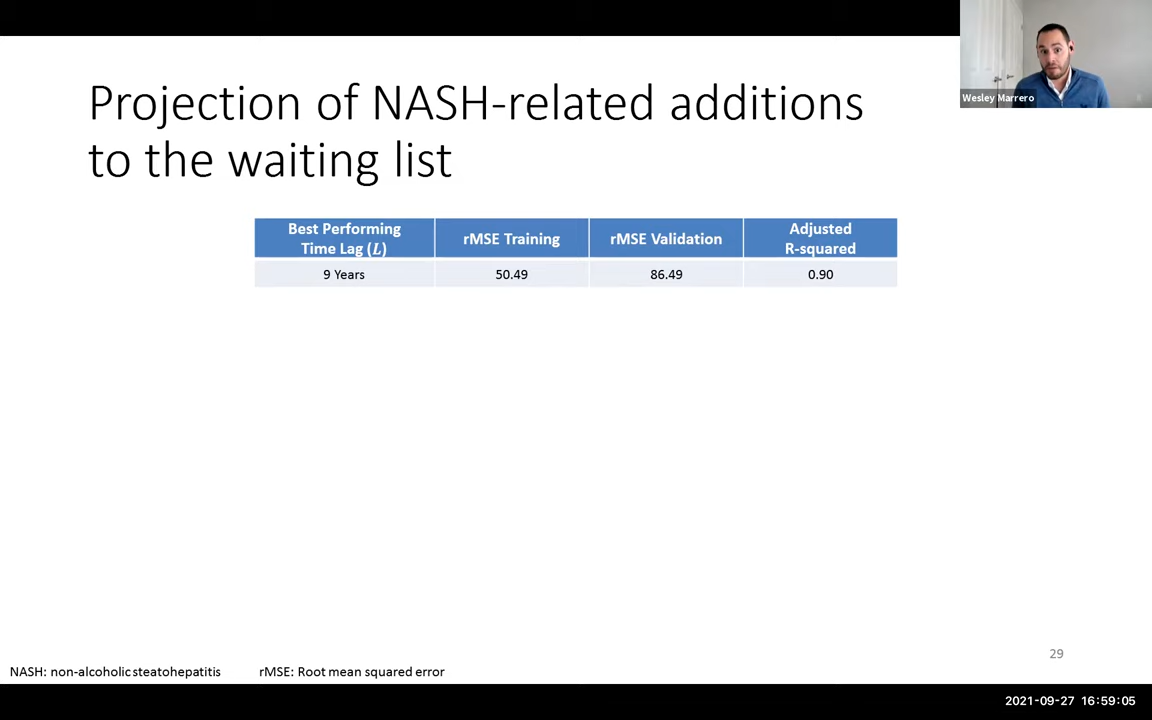 Wesley Marrero
Projection of NASH-related additions
to the waiting list
Best Performing
Time Lag (L)
rMSE Training
rMSE Validation
Adjusted
R-squared
9 Years
50.49
86.49
0.90
29
NASH: non-alcoholic steatohepatitis
rMSE: Root mean squared error
2021-09-27 16:59:05